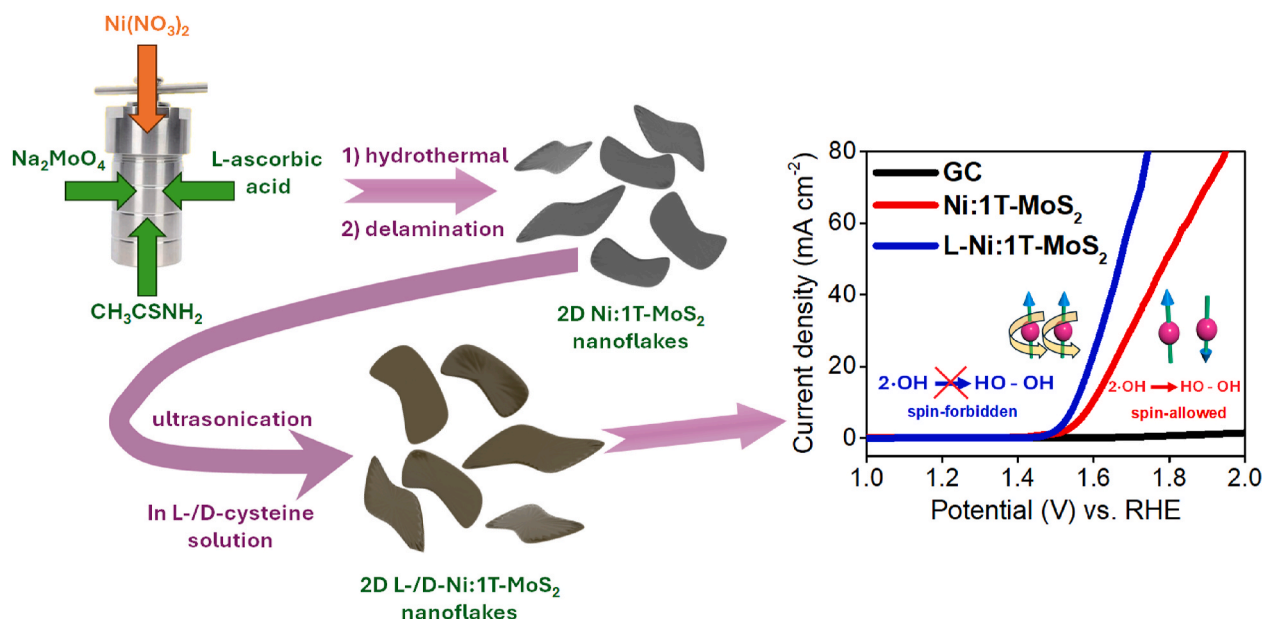 Ni(NO₃)₂
Na₂MoO₄
L-ascorbic
acid
CH₃CSNH₂
1) hydrothermal
2) delamination
2D Ni:1T-MoS₂
nanoflakes
ultrasonication
In L-/D-cysteine
solution
2D L-/D-Ni:1T-MoS₂
nanoflakes
Current density (mA cm⁻²)
80
60
40
20
0
GC
Ni:1T-MoS₂
L-Ni:1T-MoS₂
2·OH HO - OH
spin-forbidden
2·OH HO - OH
spin-allowed
1.0 1.2 1.4 1.6 1.8 2.0
Potential (V) vs. RHE